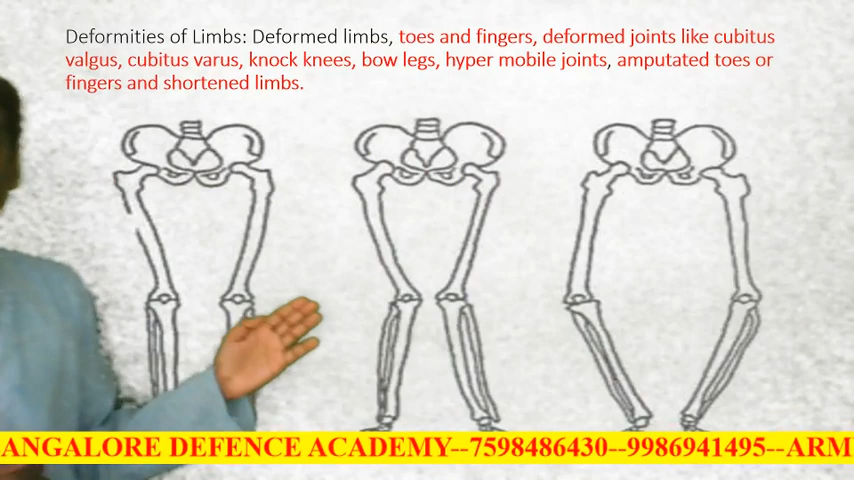 Deformities of Limbs: Deformed limbs, toes and fingers, deformed joints like cubitus
valgus, cubitus varus, knock knees, bow legs, hyper mobile joints, amputated toes or
fingers and shortened limbs.
ANGALORE DEFENCE ACADEMY--7598486430--9986941495--ARM